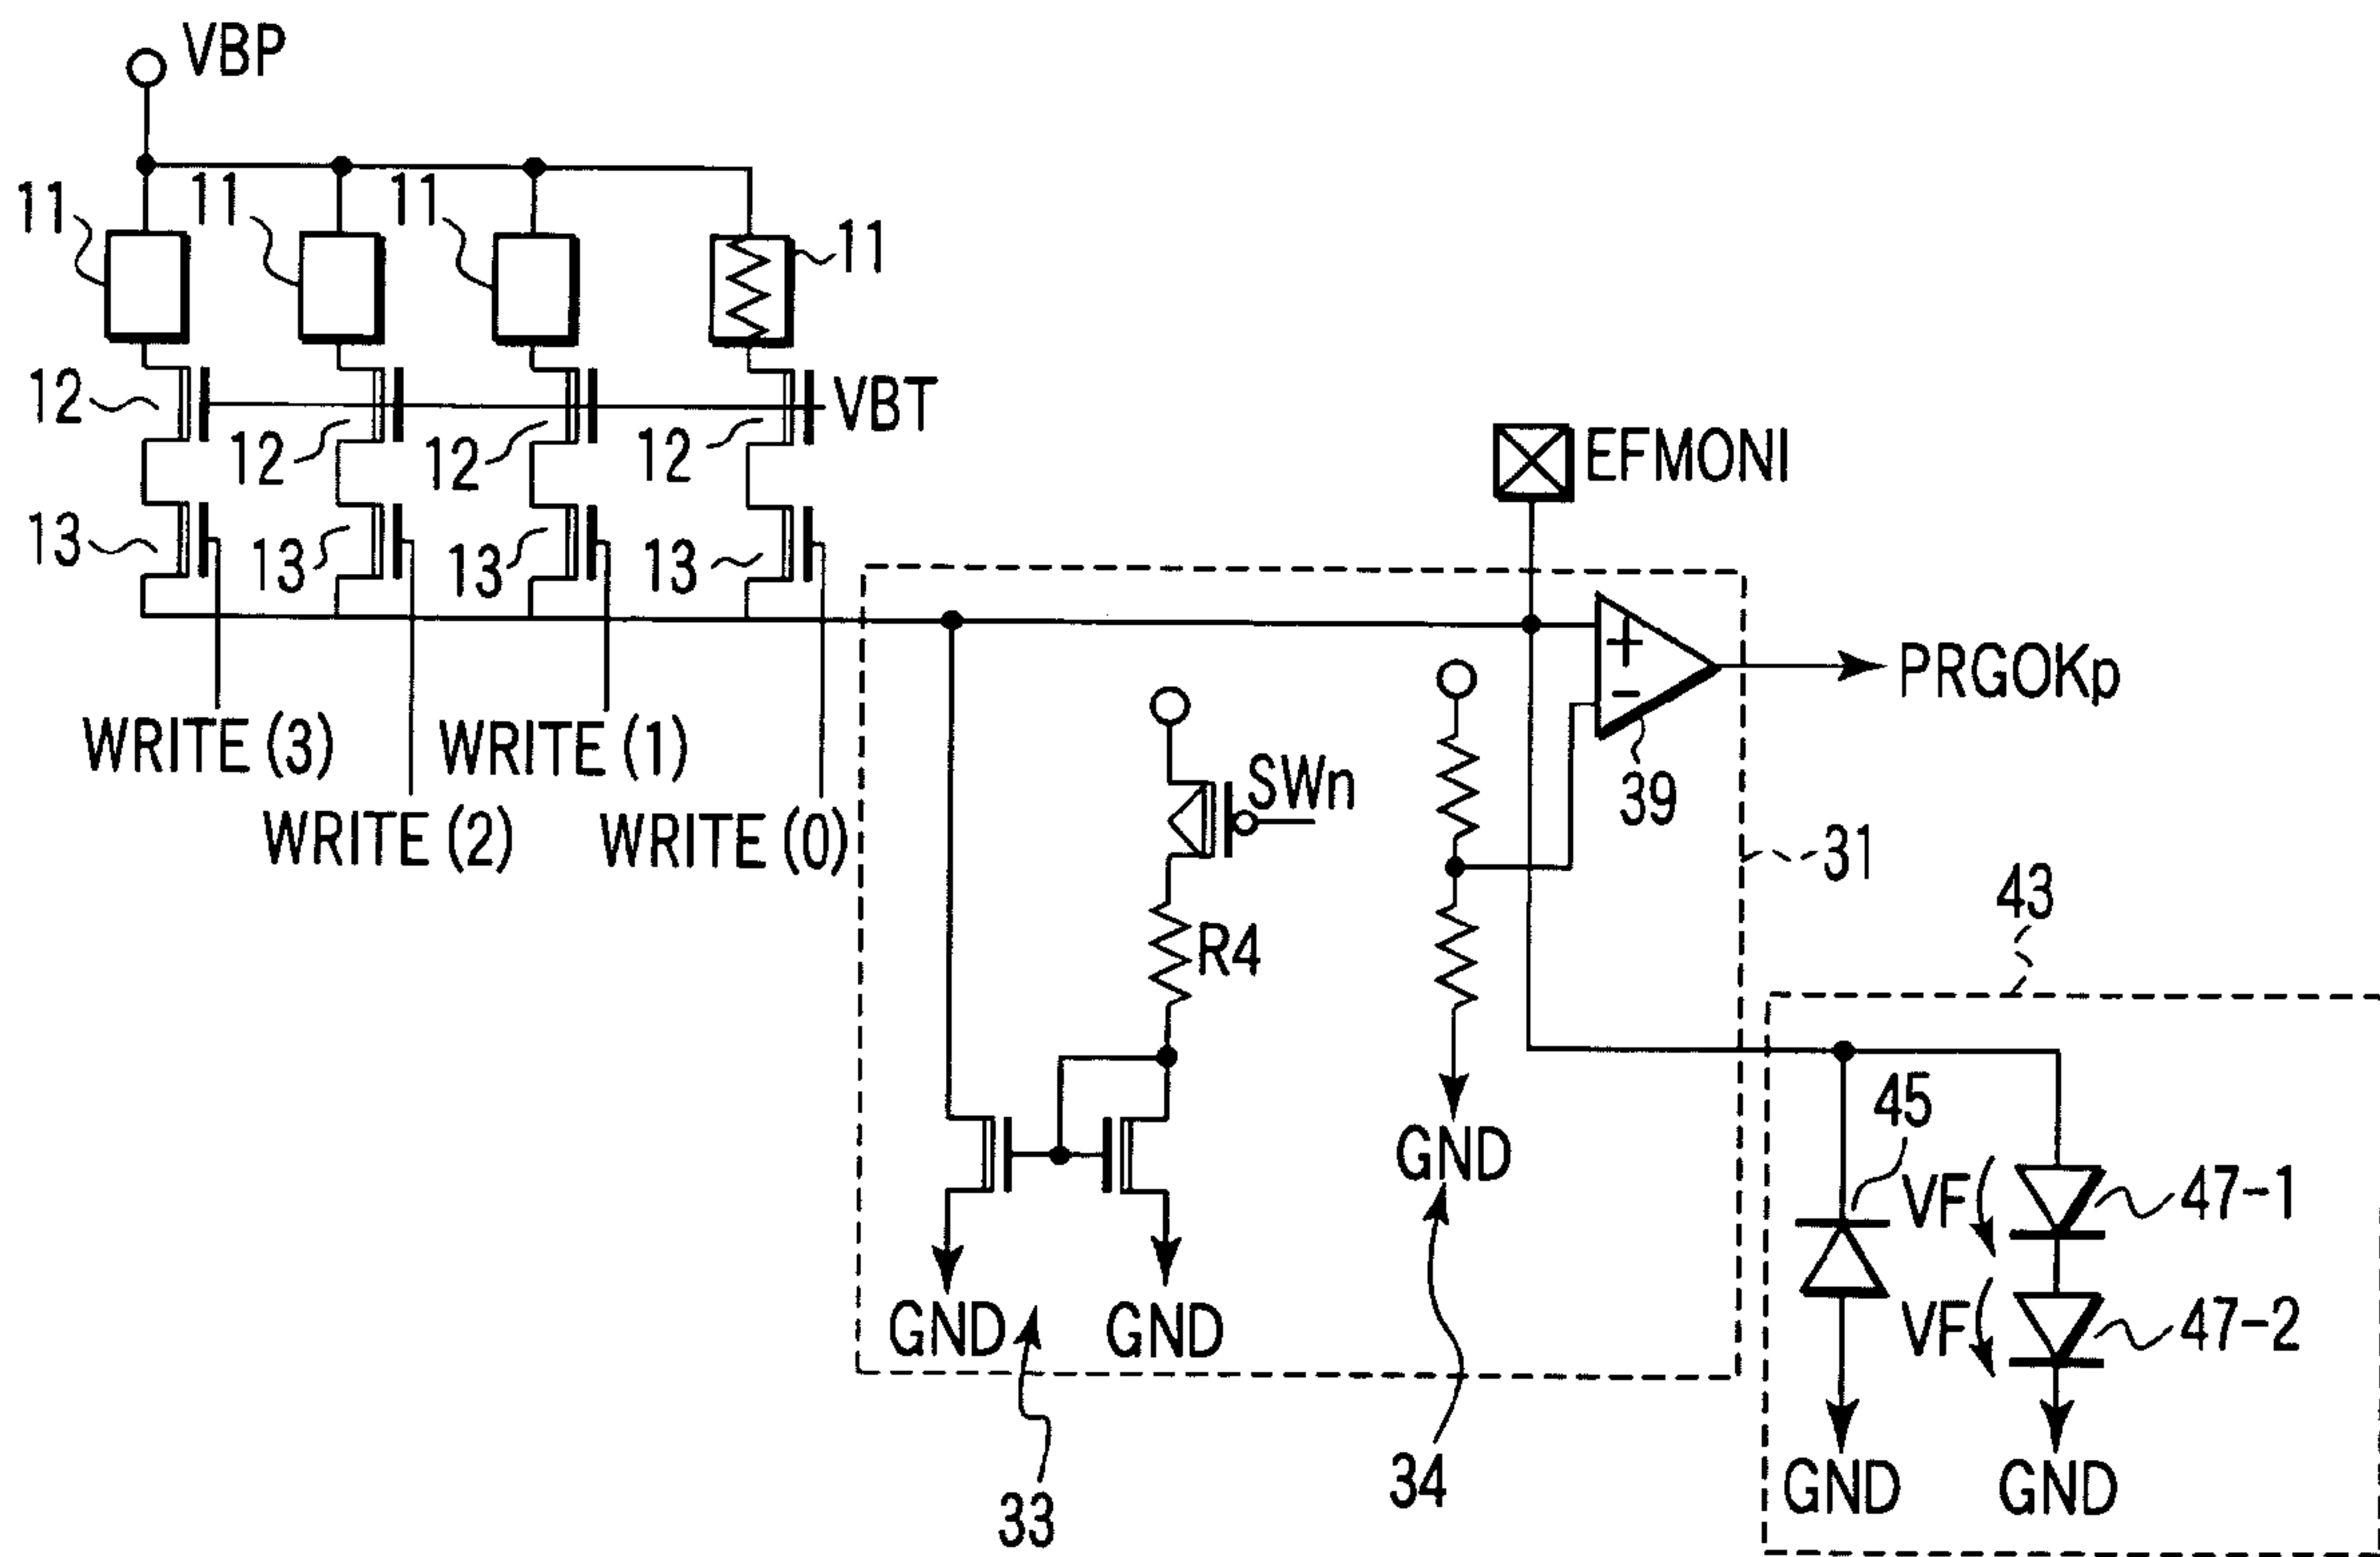 VBP
11
11
11
11
12
12
12
12
VBT
13
13
13
13
EFMONI
PRGOKp
WRITE (3)
WRITE (1)
WRITE (2)
WRITE (0)
SWn
39
31
43
R4
45
GND
VF
47-1
GND
GND
VF
47-2
34
GND
GND
33
+
-